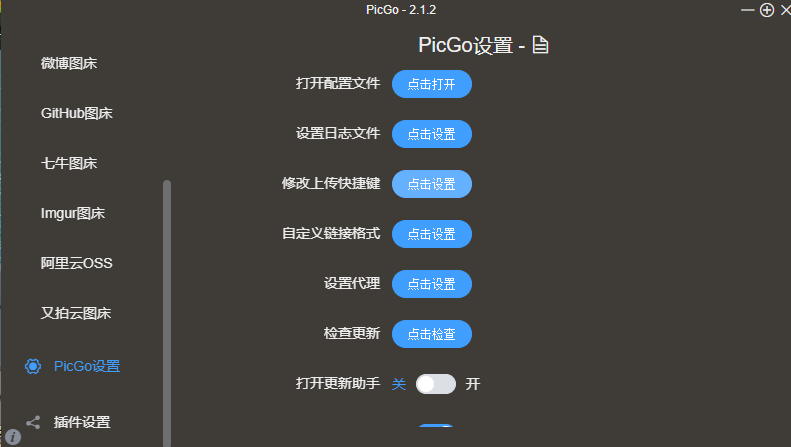 PicGo - 2.1.2
微博图床
GitHub图床
七牛图床
Imgur图床
阿里云OSS
又拍云图床
PicGo设置
插件设置
PicGo设置 -
打开配置文件 点击打开
设置日志文件 点击设置
修改上传快捷键 点击设置
自定义链接格式 点击设置
设置代理 点击设置
检查更新 点击检查
打开更新助手 关 开